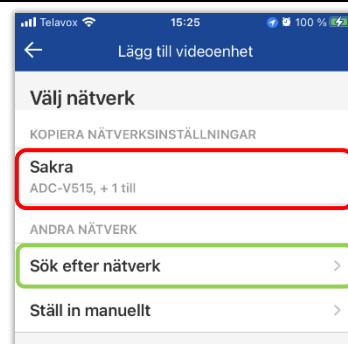 Telavox 15:25 100 %
Lägg till videoenhet
Välj nätverk
KOPIERA NÄTVERKSINSTÄLLNINGAR
Sakra
ADC-V515, + 1 till
ANDRA NÄTVERK
Sök efter nätverk
Ställ in manuellt